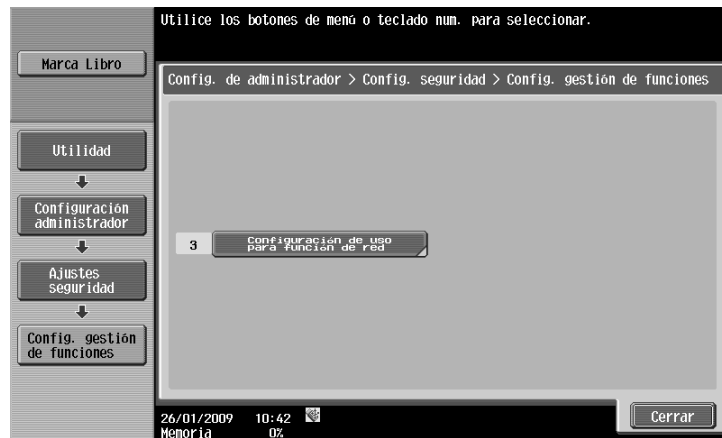 Utilice los botones de menú o teclado num. para seleccionar.
Marca Libro
Config. de administrador > Config. seguridad > Config. gestión de funciones
Utilidad
Configuración
administrador
3
Configuración de uso
para función de red
Ajustes
seguridad
Config. gestión
de funciones
26/01/2009 10:42
Memoria 0%
Cerrar